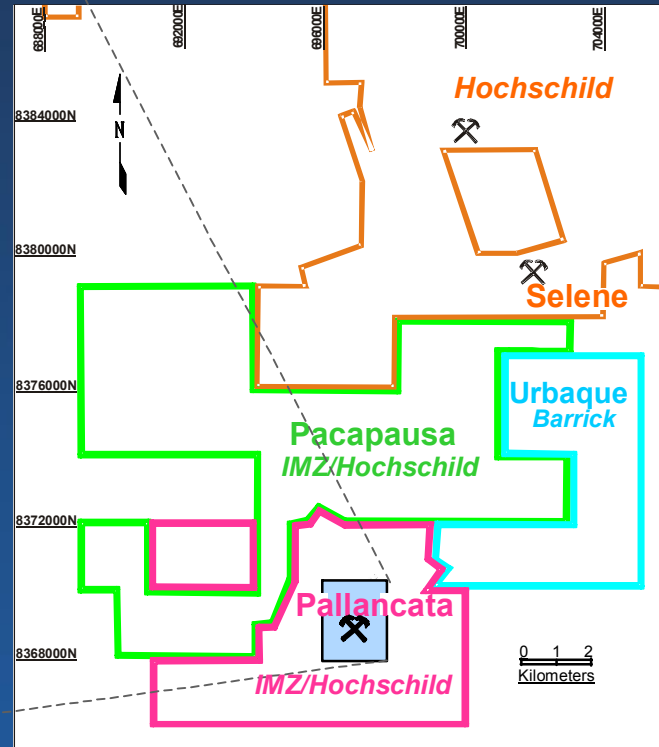 688000E
692000E
696000E
700000E
704000E
Hochschild
8384000N
N
8380000N
Selene
8376000N
Urbaque
Barrick
Pacapausa
IMZ/Hochschild
8372000N
Pallancata
8368000N
IMZ/Hochschild
0 1 2
Kilometers